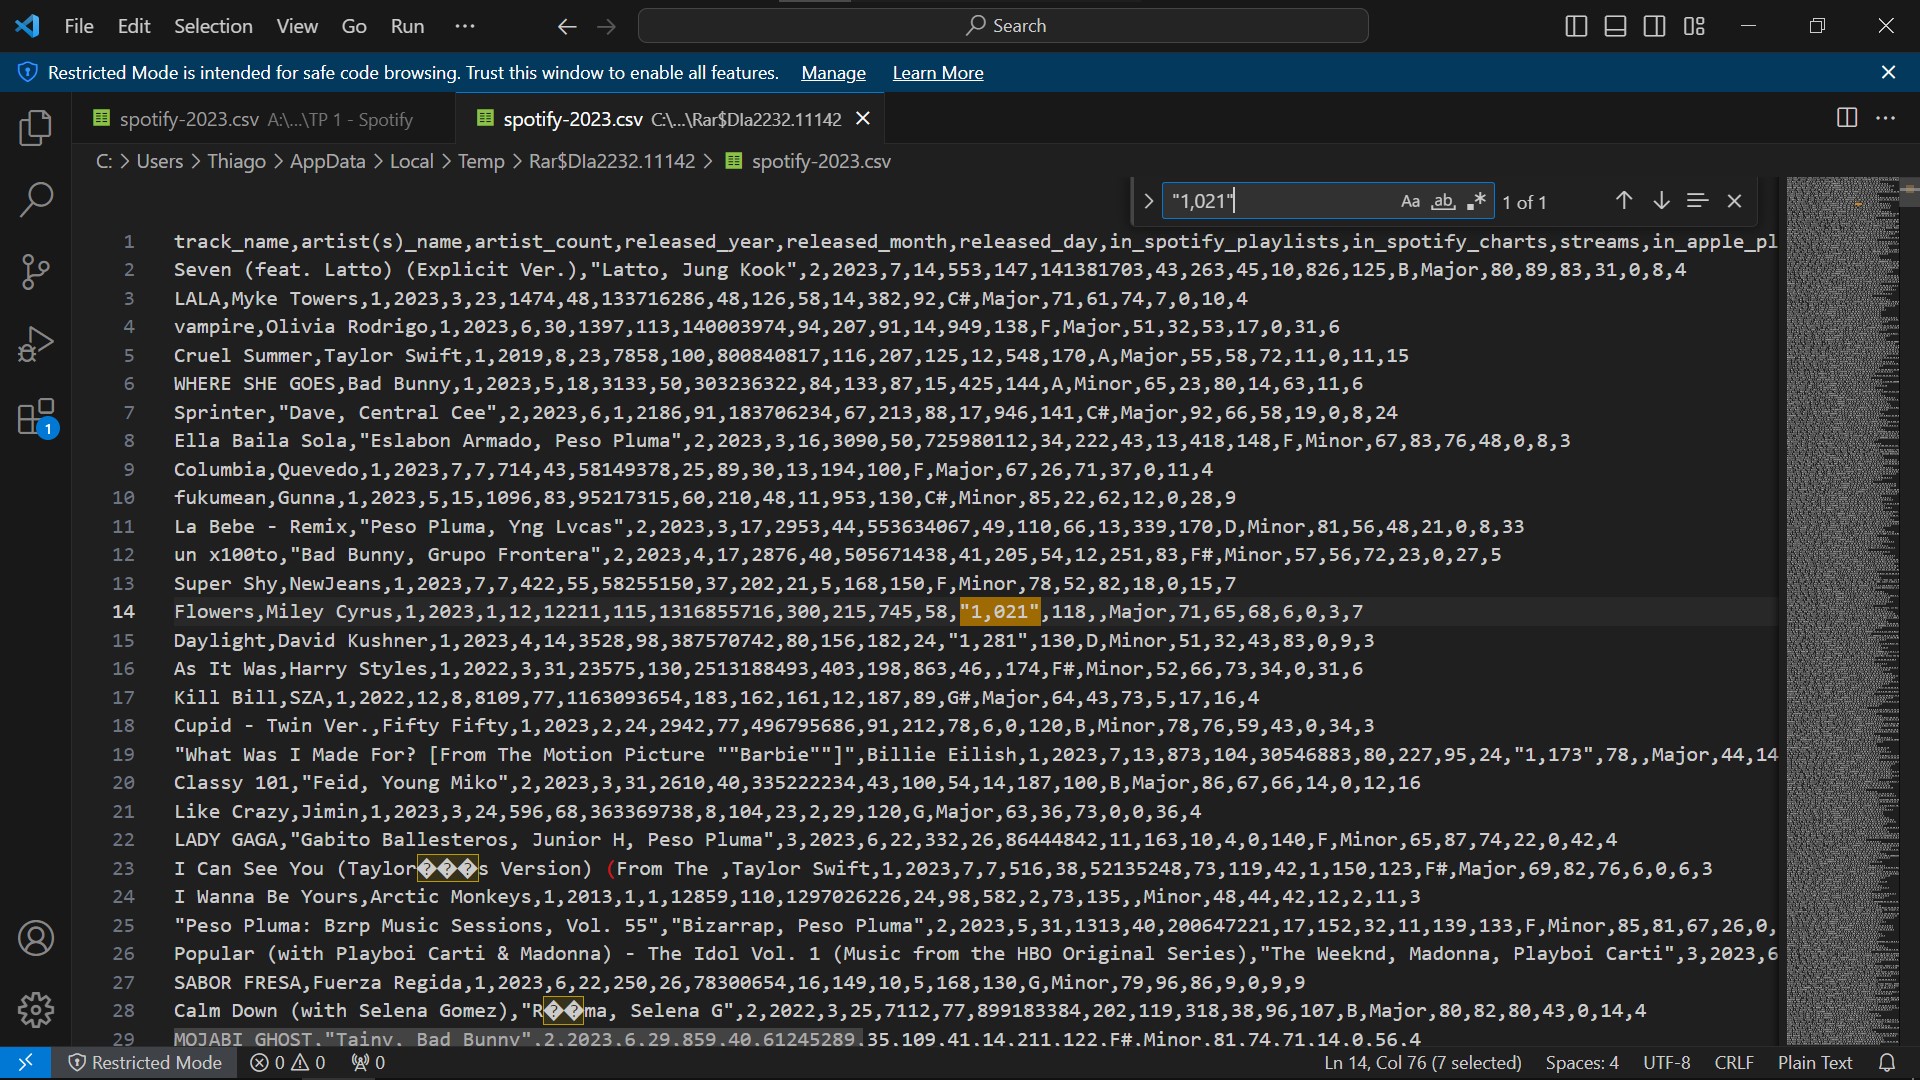 File Edit Selection View Go Run ··· Search
Restricted Mode is intended for safe code browsing. Trust this window to enable all features. Manage Learn More
spotify-2023.csv A:\...\TP 1 - Spotify spotify-2023.csv C:\...\Rar$DIa2232.11142
C: > Users > Thiago > AppData > Local > Temp > Rar$DIa2232.11142 > spotify-2023.csv
"1,021" Aa ab .* 1 of 1
1 track_name,artist(s)_name,artist_count,released_year,released_month,released_day,in_spotify_playlists,in_spotify_charts,streams,in_apple_pl
2 Seven (feat. Latto) (Explicit Ver.),"Latto, Jung Kook",2,2023,7,14,553,147,141381703,43,263,45,10,826,125,B,Major,80,89,83,31,0,8,4
3 LALA,Myke Towers,1,2023,3,23,1474,48,133716286,48,126,58,14,382,92,C#,Major,71,61,74,7,0,10,4
4 vampire,Olivia Rodrigo,1,2023,6,30,1397,113,140003974,94,207,91,14,949,138,F,Major,51,32,53,17,0,31,6
5 Cruel Summer,Taylor Swift,1,2019,8,23,7858,100,800840817,116,207,125,12,548,170,A,Major,55,58,72,11,0,11,15
6 WHERE SHE GOES,Bad Bunny,1,2023,5,18,3133,50,303236322,84,133,87,15,425,144,A,Minor,65,23,80,14,63,11,6
7 Sprinter,"Dave, Central Cee",2,2023,6,1,2186,91,183706234,67,213,88,17,946,141,C#,Major,92,66,58,19,0,8,24
8 Ella Baila Sola,"Eslabon Armado, Peso Pluma",2,2023,3,16,3090,50,725980112,34,222,43,13,418,148,F,Minor,67,83,76,48,0,8,3
9 Columbia,Quevedo,1,2023,7,7,714,43,58149378,25,89,30,13,194,100,F,Major,67,26,71,37,0,11,4
10 fukumean,Gunna,1,2023,5,15,1096,83,95217315,60,210,48,11,953,130,C#,Minor,85,22,62,12,0,28,9
11 La Bebe - Remix,"Peso Pluma, Yng Lvcas",2,2023,3,17,2953,44,553634067,49,110,66,13,339,170,D,Minor,81,56,48,21,0,8,33
12 un x100to,"Bad Bunny, Grupo Frontera",2,2023,4,17,2876,40,505671438,41,205,54,12,251,83,F#,Minor,57,56,72,23,0,27,5
13 Super Shy,NewJeans,1,2023,7,7,422,55,58255150,37,202,21,5,168,150,F,Minor,78,52,82,18,0,15,7
14 Flowers,Miley Cyrus,1,2023,1,12,12211,115,1316855716,300,215,745,58,"1,021",118,,Major,71,65,68,6,0,3,7
15 Daylight,David Kushner,1,2023,4,14,3528,98,387570742,80,156,182,24,"1,281",130,D,Minor,51,32,43,83,0,9,3
16 As It Was,Harry Styles,1,2022,3,31,23575,130,2513188493,403,198,863,46,,174,F#,Minor,52,66,73,34,0,31,6
17 Kill Bill,SZA,1,2022,12,8,8109,77,1163093654,183,162,161,12,187,89,G#,Major,64,43,73,5,17,16,4
18 Cupid - Twin Ver.,Fifty Fifty,1,2023,2,24,2942,77,496795686,91,212,78,6,0,120,B,Minor,78,76,59,43,0,34,3
19 "What Was I Made For? [From The Motion Picture ""Barbie""]",Billie Eilish,1,2023,7,13,873,104,30546883,80,227,95,24,"1,173",78,,Major,44,14
20 Classy 101,"Feid, Young Miko",2,2023,3,31,2610,40,335222234,43,100,54,14,187,100,B,Major,86,67,66,14,0,12,16
21 Like Crazy,Jimin,1,2023,3,24,596,68,363369738,8,104,23,2,29,120,G,Major,63,36,73,0,0,36,4
22 LADY GAGA,"Gabito Ballesteros, Junior H, Peso Pluma",3,2023,6,22,332,26,86444842,11,163,10,4,0,140,F,Minor,65,87,74,22,0,42,4
23 I Can See You (Taylor���s Version) (From The ,Taylor Swift,1,2023,7,7,516,38,52135248,73,119,42,1,150,123,F#,Major,69,82,76,6,0,6,3
24 I Wanna Be Yours,Arctic Monkeys,1,2013,1,1,12859,110,1297026226,24,98,582,2,73,135,,Minor,48,44,42,12,2,11,3
25 "Peso Pluma: Bzrp Music Sessions, Vol. 55","Bizarrap, Peso Pluma",2,2023,5,31,1313,40,200647221,17,152,32,11,139,133,F,Minor,85,81,67,26,0,
26 Popular (with Playboi Carti & Madonna) - The Idol Vol. 1 (Music from the HBO Original Series),"The Weeknd, Madonna, Playboi Carti",3,2023,6
27 SABOR FRESA,Fuerza Regida,1,2023,6,22,250,26,78300654,16,149,10,5,168,130,G,Minor,79,96,86,9,0,9,9
28 Calm Down (with Selena Gomez),"R��ma, Selena G",2,2022,3,25,7112,77,899183384,202,119,318,38,96,107,B,Major,80,82,80,43,0,14,4
29 MOJABI GHOST,"Tainy, Bad Bunny",2,2023,6,29,859,40,61245289,35,109,41,14,211,122,F#,Minor,81,74,71,14,0,56,4
1
Restricted Mode 0 0 0 Ln 14, Col 76 (7 selected) Spaces: 4 UTF-8 CRLF Plain Text